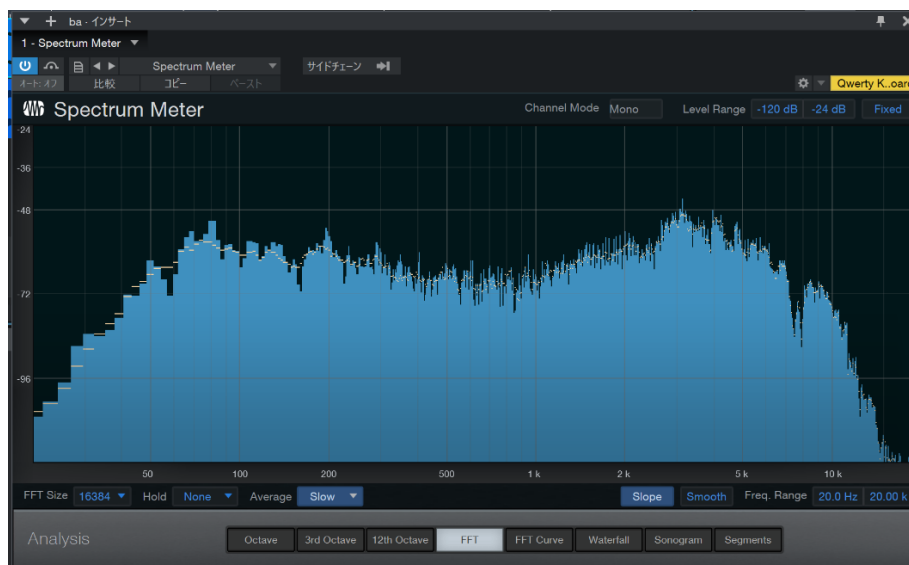 ba - インサート
1 - Spectrum Meter
Spectrum Meter サイドチェーン
オート: オフ 比較 コピー ペースト Qwerty K..oard
Spectrum Meter Channel Mode Mono Level Range -120 dB -24 dB Fixed
-24
-36
-48
-72
-96
50 100 200 500 1 k 2 k 5 k 10 k
FFT Size 16384 Hold None Average Slow Slope Smooth Freq. Range 20.0 Hz 20.00 k
Analysis Octave 3rd Octave 12th Octave FFT FFT Curve Waterfall Sonogram Segments